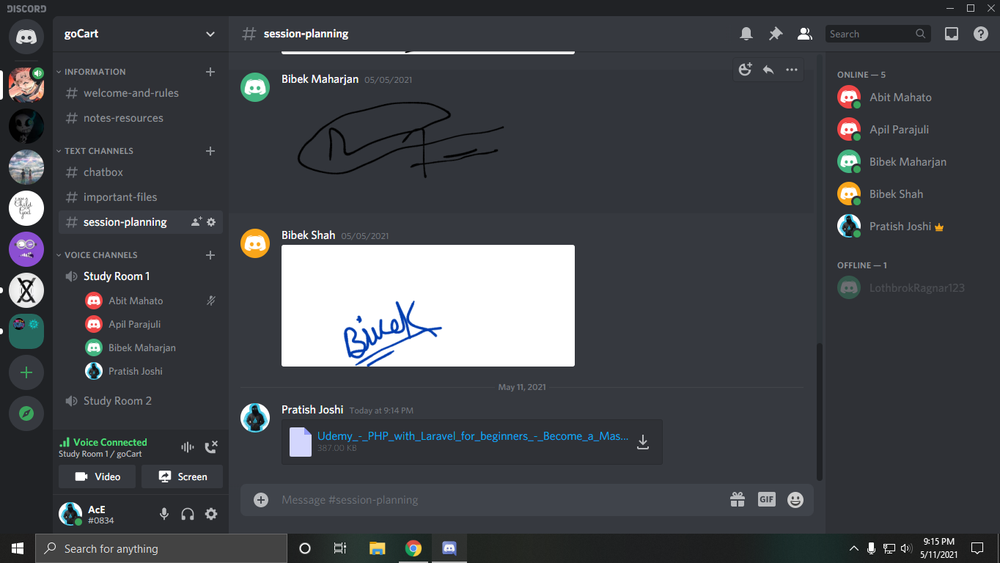 DISCORD
goCart
session-planning
Search
INFORMATION
welcome-and-rules
notes-resources
TEXT CHANNELS
chatbox
important-files
session-planning
VOICE CHANNELS
Study Room 1
Abit Mahato
Apil Parajuli
Bibek Maharjan
Pratish Joshi
Study Room 2
Voice Connected
Study Room 1 / goCart
Video
Screen
AcE
#0834
Bibek Maharjan 05/05/2021
Bibek Shah 05/05/2021
Bibek
May 11, 2021
Pratish Joshi Today at 9:14 PM
Udemy_-_PHP_with_Laravel_for_beginners_-_Become_a_Mas...
387.00 KB
Message #session-planning
GIF
ONLINE — 5
Abit Mahato
Apil Parajuli
Bibek Maharjan
Bibek Shah
Pratish Joshi
OFFLINE — 1
LothbrokRagnar123
Search for anything
9:15 PM
5/11/2021